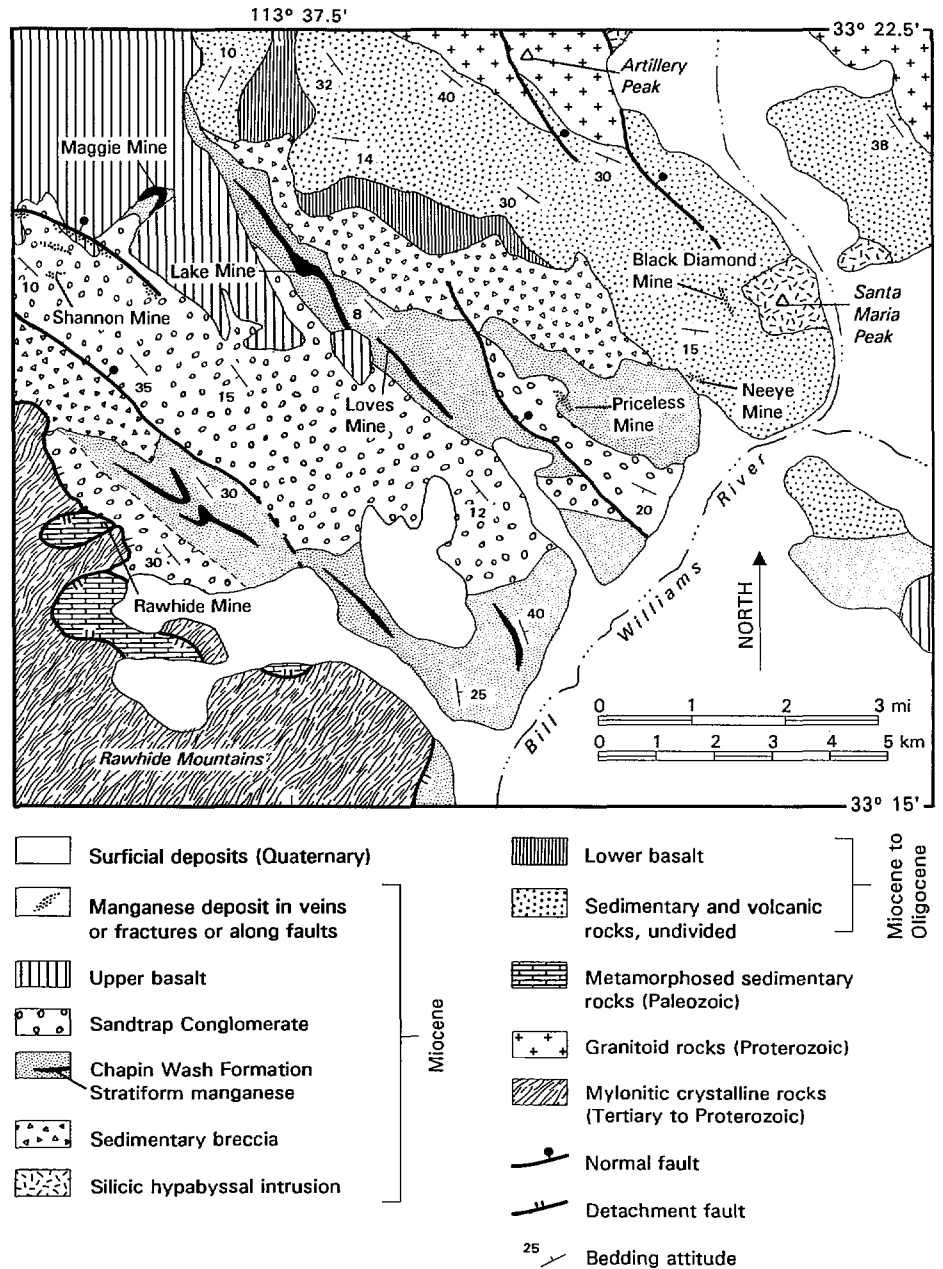 113° 37.5'
33° 22.5'
10
32
40
Artillery
Peak
38
Maggie Mine
14
30
30
Lake Mine
Black Diamond
Mine
10
Shannon Mine
8
Santa
Maria
Peak
15
35
15
Loves
Mine
Priceless
Mine
Neeye
Mine
30
12
20
30
Rawhide Mine
40
25
Bill Williams River
NORTH
0 1 2 3 mi
0 1 2 3 4 5 km
Rawhide Mountains
33° 15'
Surficial deposits (Quaternary)
Manganese deposit in veins
or fractures or along faults
Upper basalt
Sandtrap Conglomerate
Chapin Wash Formation
Stratiform manganese
Sedimentary breccia
Silicic hypabyssal intrusion
Miocene
Lower basalt
Sedimentary and volcanic
rocks, undivided
Miocene to
Oligocene
Metamorphosed sedimentary
rocks (Paleozoic)
Granitoid rocks (Proterozoic)
Mylonitic crystalline rocks
(Tertiary to Proterozoic)
Normal fault
Detachment fault
25
Bedding attitude